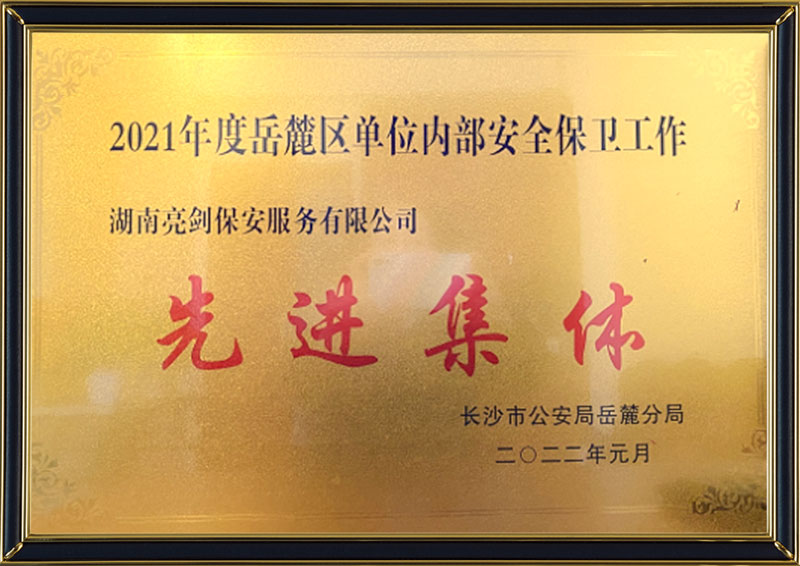 2021年度岳麓区单位内部安全保卫工作
湖南亮剑保安服务有限公司
先进集体
长沙市公安局岳麓分局
二〇二二年元月